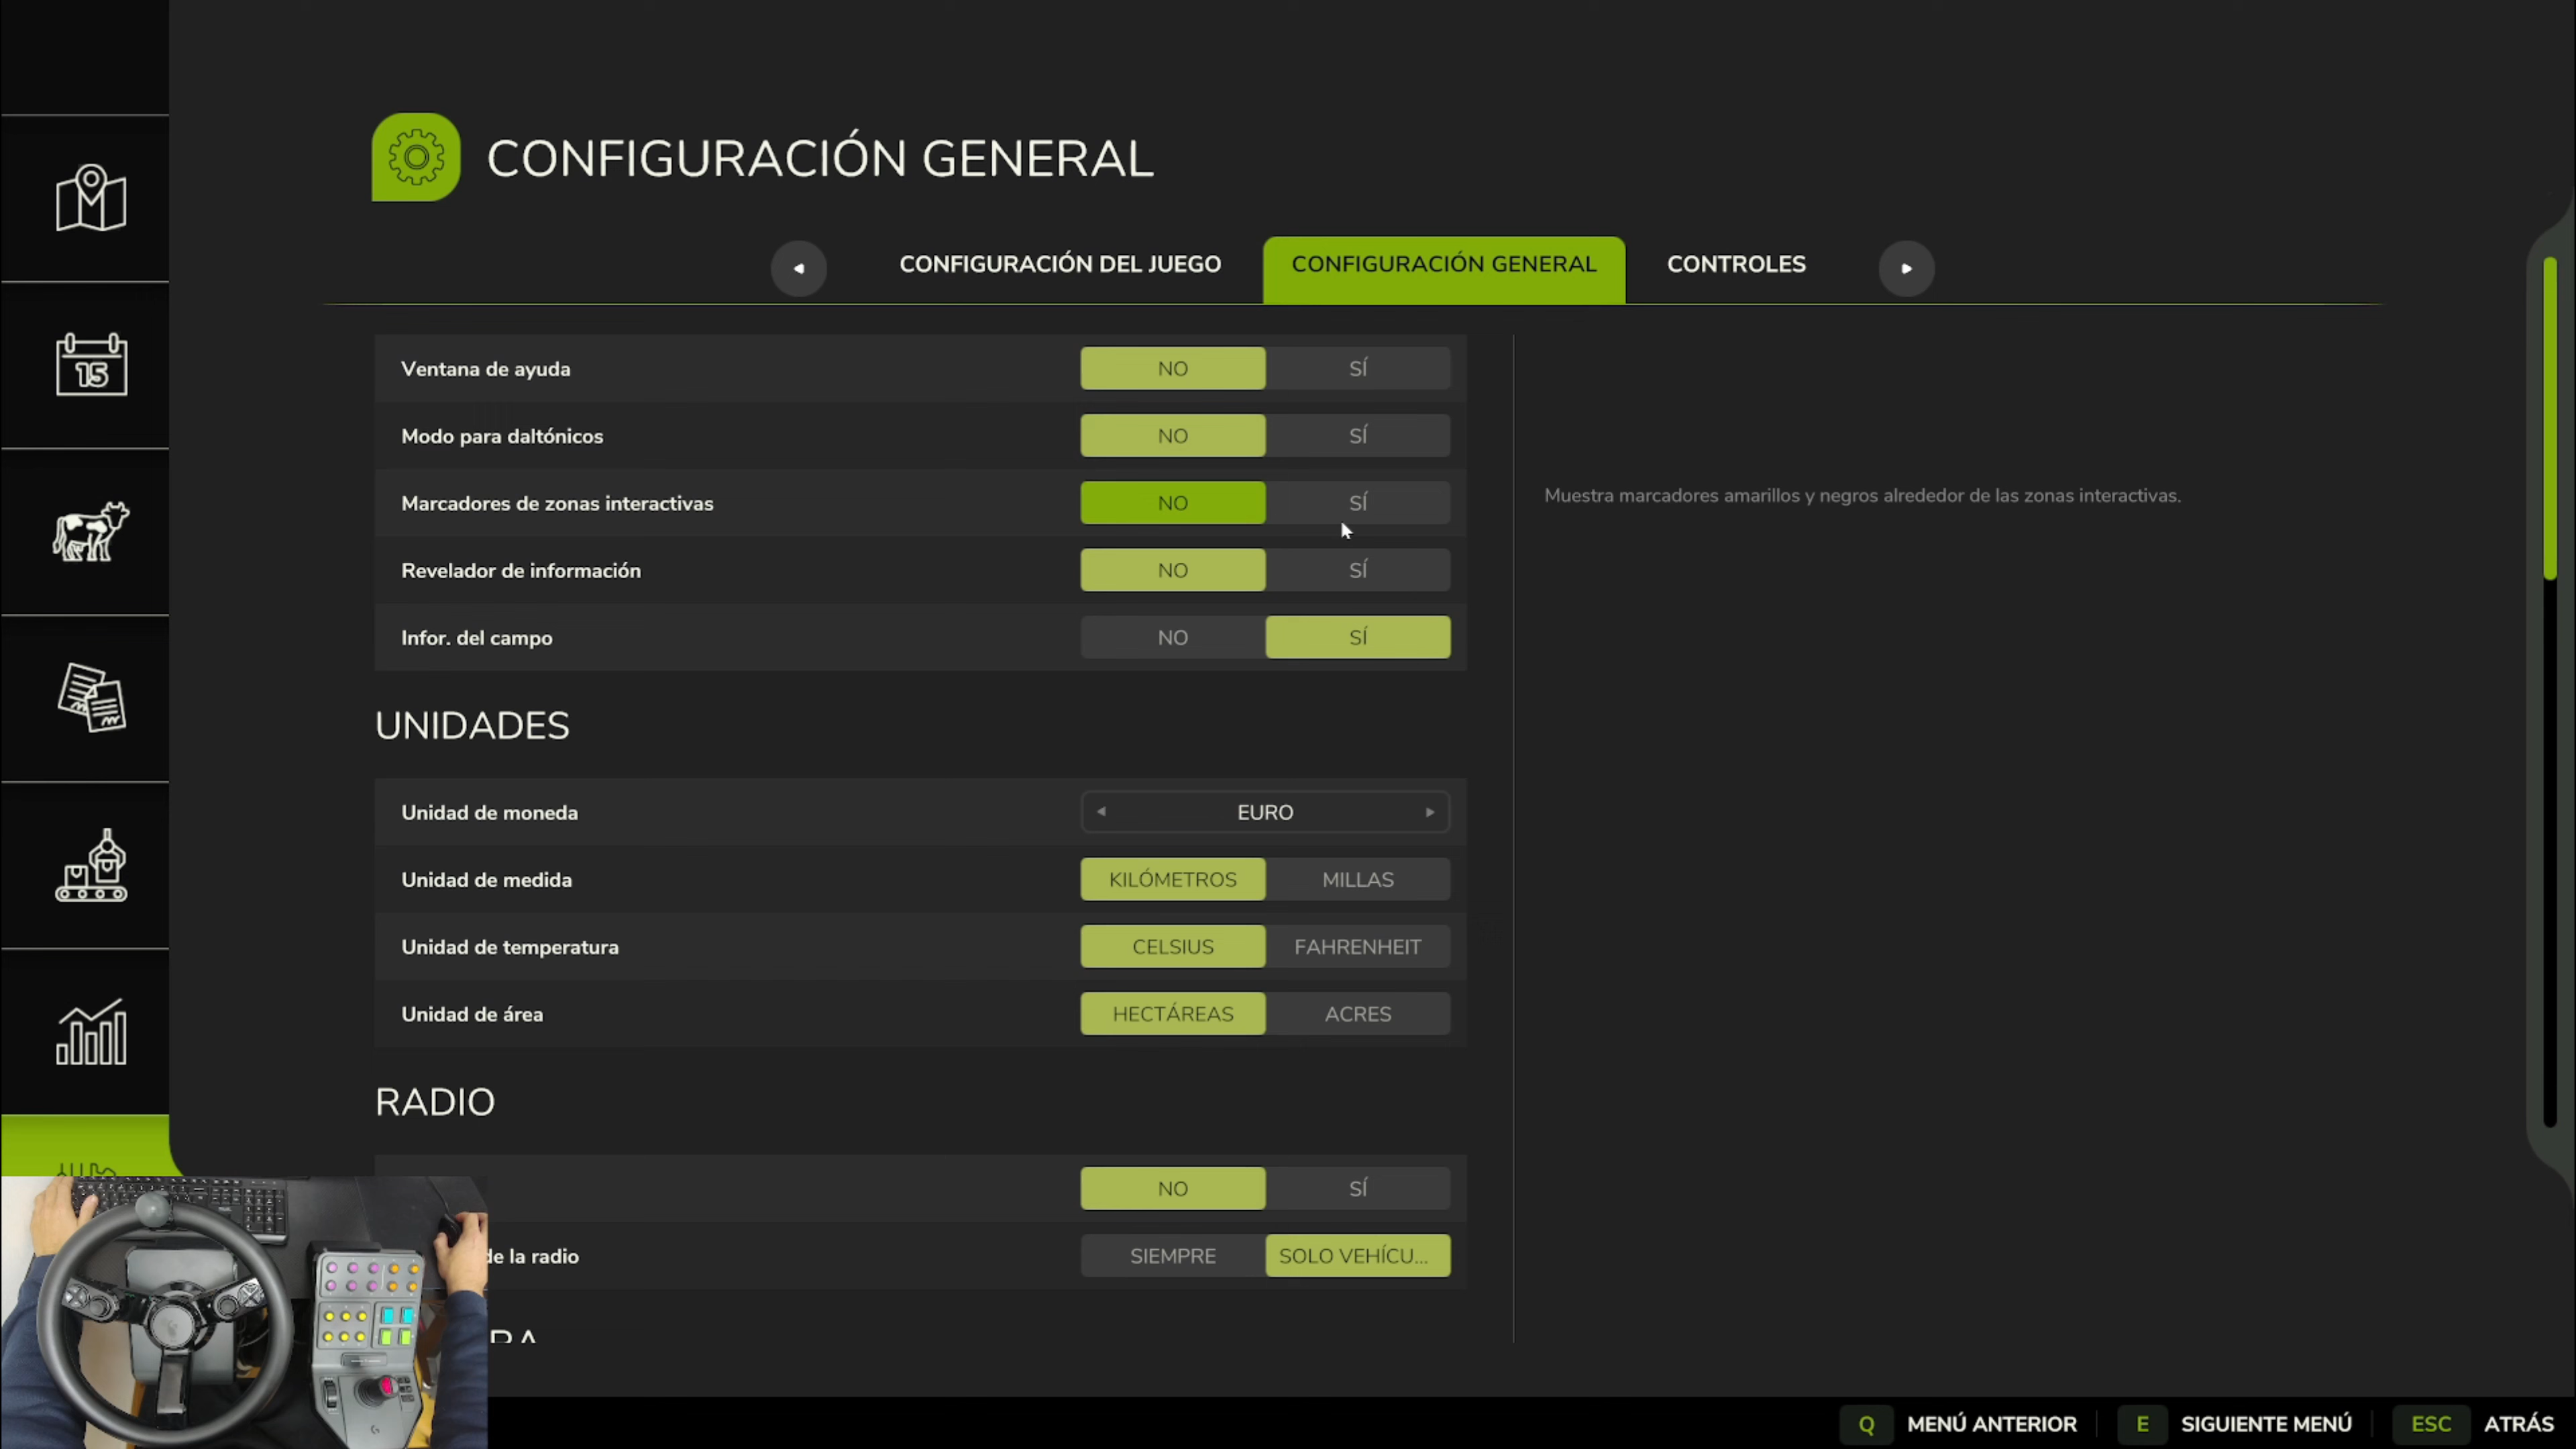 CONFIGURACIÓN GENERAL
CONFIGURACIÓN DEL JUEGO CONFIGURACIÓN GENERAL CONTROLES
15
Ventana de ayuda NO SÍ
Modo para daltónicos NO SÍ
Marcadores de zonas interactivas NO SÍ
Muestra marcadores amarillos y negros alrededor de las zonas interactivas.
Revelador de información NO SÍ
Infor. del campo NO SÍ
UNIDADES
Unidad de moneda EURO
Unidad de medida KILÓMETROS MILLAS
Unidad de temperatura CELSIUS FAHRENHEIT
Unidad de área HECTÁREAS ACRES
RADIO
NO SÍ
de la radio SIEMPRE SOLO VEHÍCU...
Q MENÚ ANTERIOR E SIGUIENTE MENÚ ESC ATRÁS